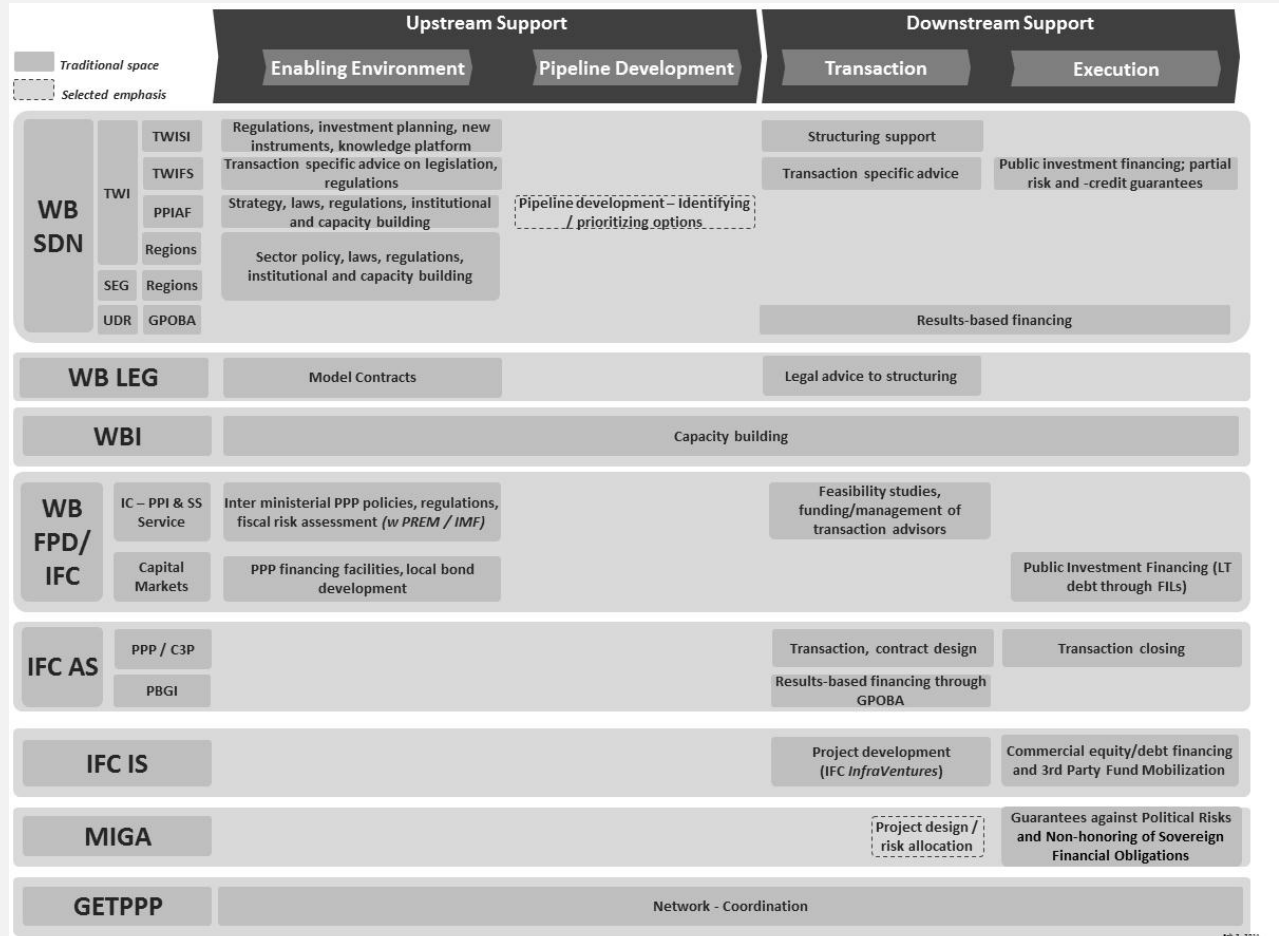 Upstream Support
Downstream Support
Traditional space
Selected emphasis
Enabling Environment
Pipeline Development
Transaction
Execution
WB
SDN
TWI
TWISI
Regulations, investment planning, new
instruments, knowledge platform
Structuring support
TWIFS
Transaction specific advice on legislation,
regulations
Transaction specific advice
Public investment financing; partial
risk and -credit guarantees
PPIAF
Strategy, laws, regulations, institutional
and capacity building
Pipeline development – Identifying
/ prioritizing options
Regions
Sector policy, laws, regulations,
institutional and capacity building
SEG
Regions
UDR
GPOBA
Results-based financing
WB LEG
Model Contracts
Legal advice to structuring
WBI
Capacity building
WB
FPD/
IFC
IC – PPI & SS
Service
Inter ministerial PPP policies, regulations,
fiscal risk assessment (w PREM / IMF)
Feasibility studies,
funding/management of
transaction advisors
Capital
Markets
PPP financing facilities, local bond
development
Public Investment Financing (LT
debt through FILs)
IFC AS
PPP / C3P
Transaction, contract design
Transaction closing
PBGI
Results-based financing through
GPOBA
IFC IS
Project development
(IFC InfraVentures)
Commercial equity/debt financing
and 3rd Party Fund Mobilization
MIGA
Project design /
risk allocation
Guarantees against Political Risks
and Non-honoring of Sovereign
Financial Obligations
GETPPP
Network - Coordination